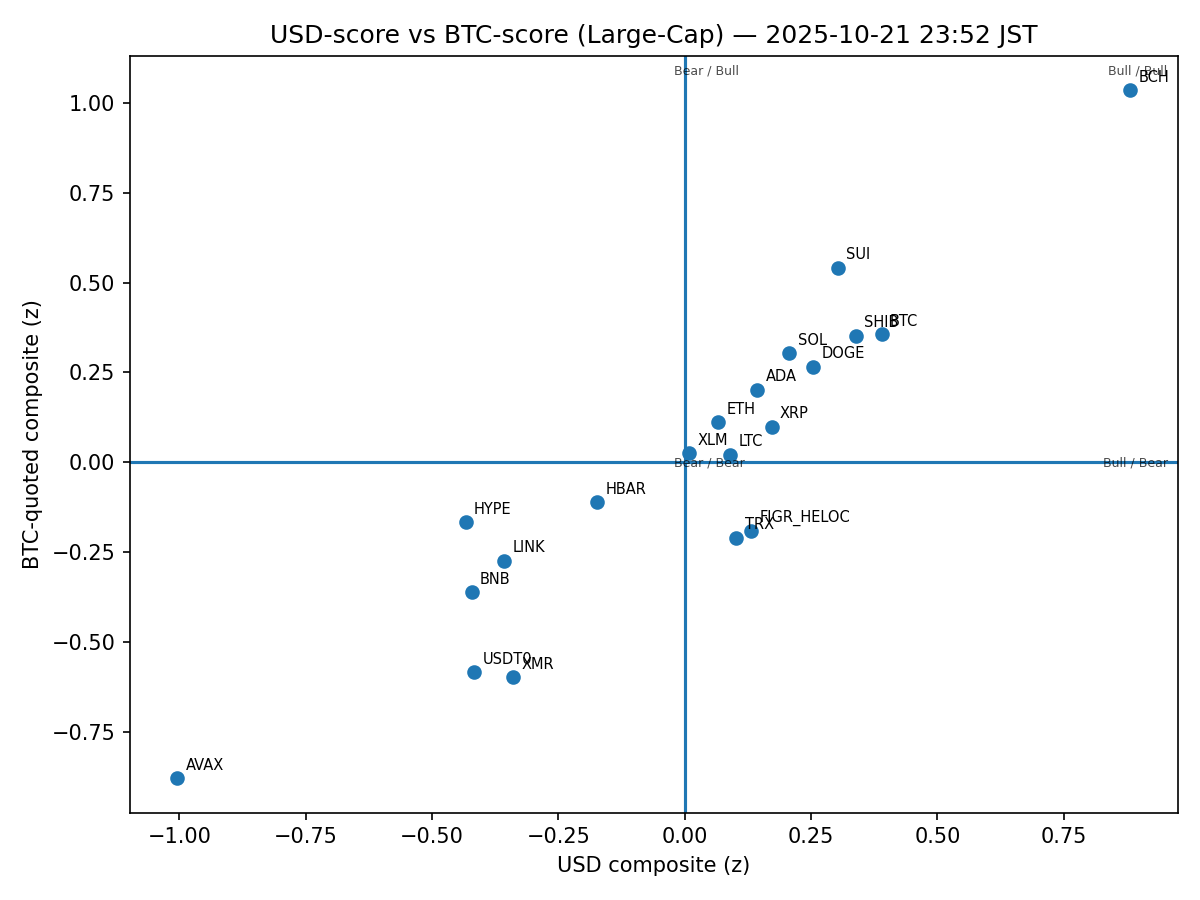 USD-score vs BTC-score (Large-Cap) — 2025-10-21 23:52 JST
Bear / Bull
Bull / Bull
BCH
1.00
0.75
SUI
0.50
SHIB
BTC
SOL
DOGE
0.25
ADA
ETH
XRP
XLM
LTC
0.00
Bear / Bear
Bull / Bear
HBAR
HYPE
FIGR_HELOC
TRX
−0.25
LINK
BNB
−0.50
USDT0
XMR
−0.75
AVAX
BTC-quoted composite (z)
−1.00
−0.75
−0.50
−0.25
0.00
0.25
0.50
0.75
USD composite (z)